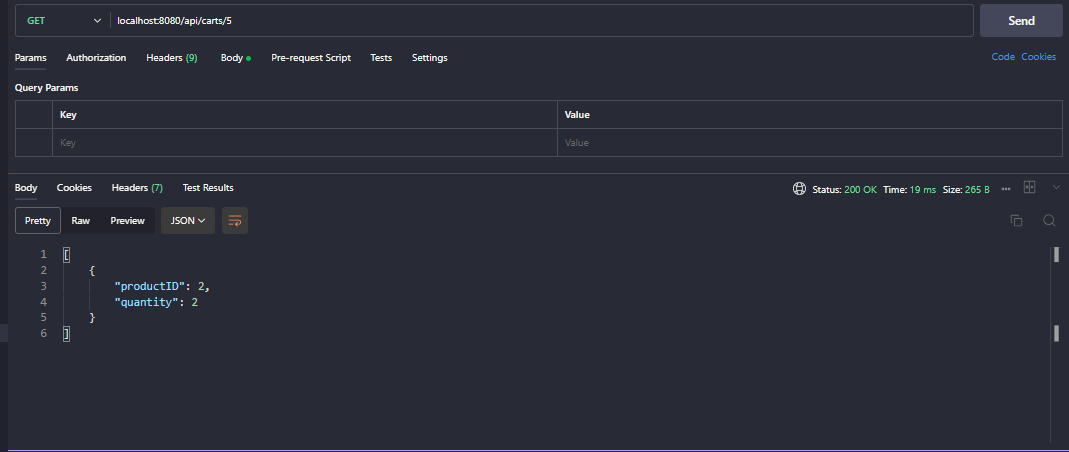 GET localhost:8080/api/carts/5 Send
Params Authorization Headers (9) Body Pre-request Script Tests Settings Code Cookies
Query Params
Key Value
Key Value
Body Cookies Headers (7) Test Results Status: 200 OK Time: 19 ms Size: 265 B
Pretty Raw Preview JSON
1 [
2 {
3 "productID": 2,
4 "quantity": 2
5 }
6 ]